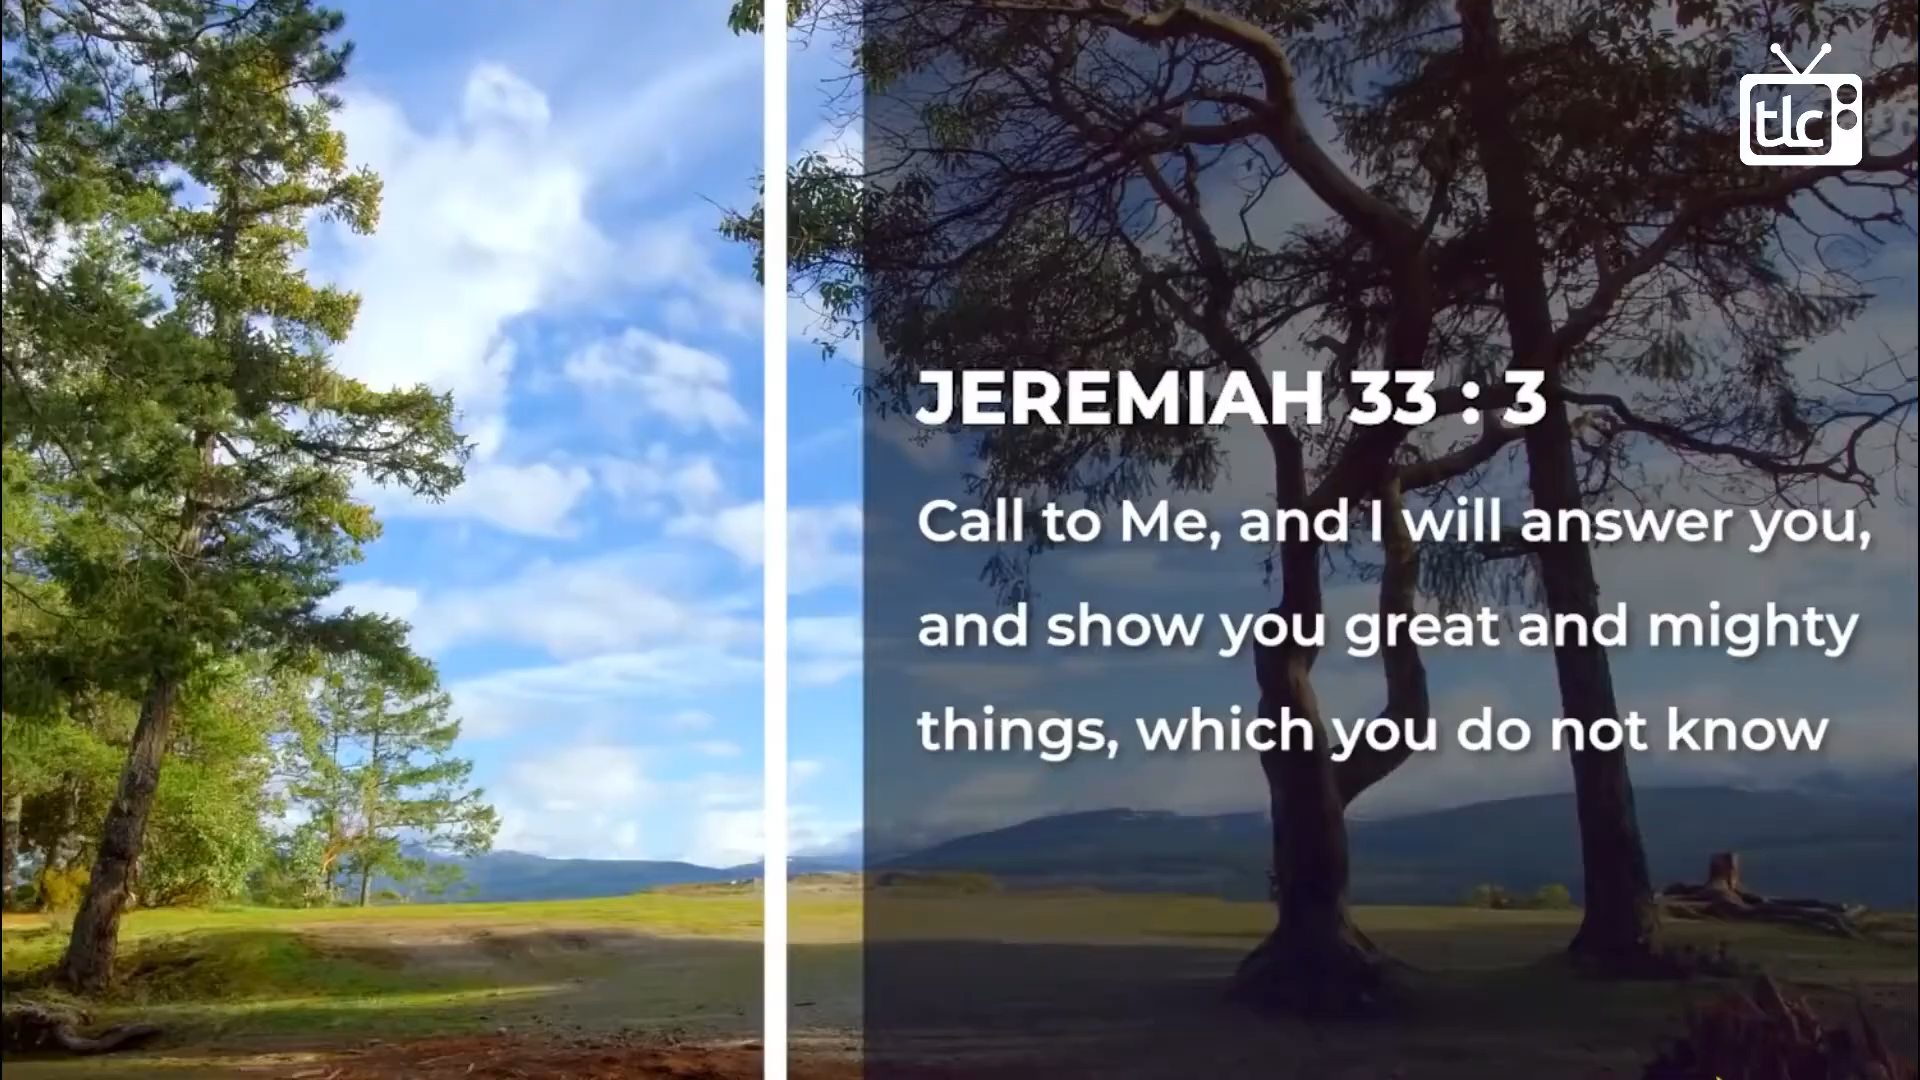 tlc
JEREMIAH 33 : 3
Call to Me, and I will answer you,
and show you great and mighty
things, which you do not know